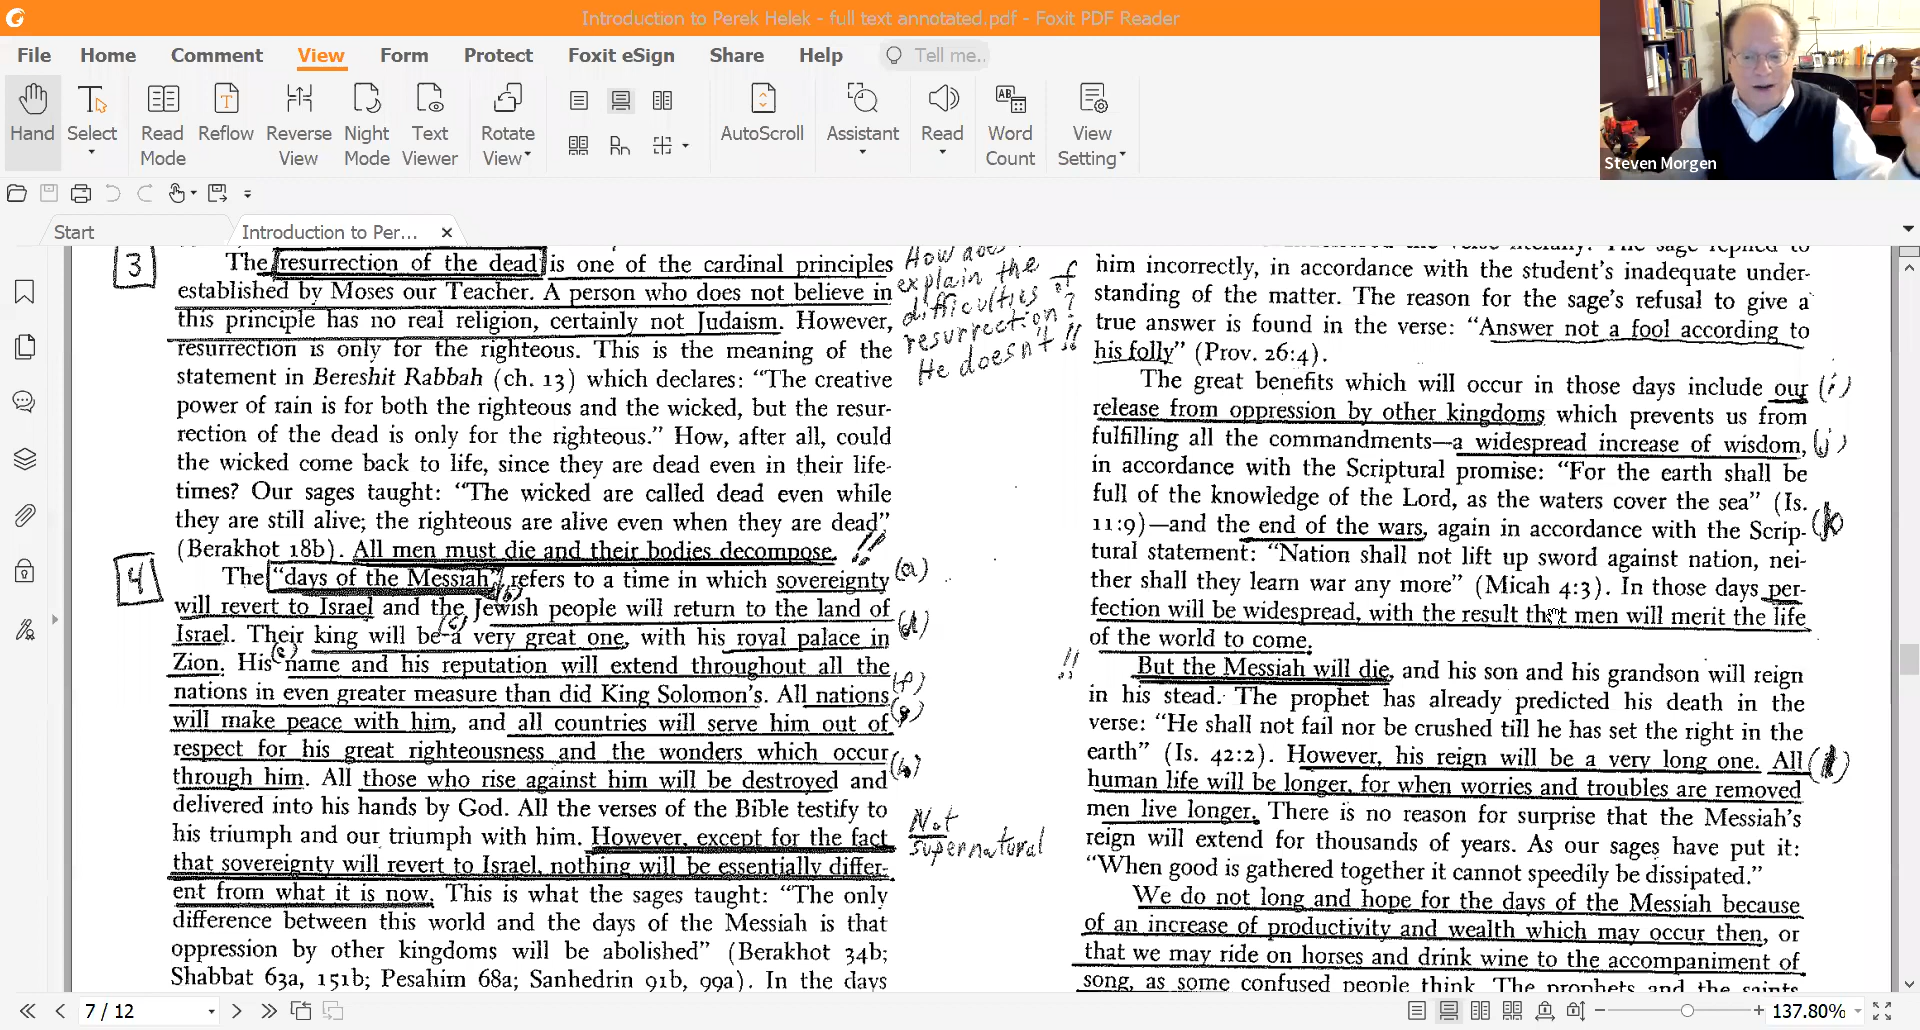 Introduction to Perek Helek - full text annotated.pdf - Foxit PDF Reader
File Home Comment View Form Protect Foxit eSign Share Help Tell me..
Hand Select Read Mode Reflow Reverse View Night Mode Text Viewer Rotate View AutoScroll Assistant Read Word Count View Setting
Steven Morgen
Start Introduction to Per...
3
The resurrection of the dead is one of the cardinal principles
established by Moses our Teacher. A person who does not believe in
this principle has no real religion, certainly not Judaism. However,
resurrection is only for the righteous. This is the meaning of the
statement in Bereshit Rabbah (ch. 13) which declares: "The creative
power of rain is for both the righteous and the wicked, but the resur-
rection of the dead is only for the righteous." How, after all, could
the wicked come back to life, since they are dead even in their life-
times? Our sages taught: "The wicked are called dead even while
they are still alive; the righteous are alive even when they are dead"
(Berakhot 18b). All men must die and their bodies decompose. !!
How does
explain the
difficulties of
resurrection?
He doesn't!!
4
The "days of the Messiah" refers to a time in which sovereignty (a)
will revert to Israel and the (b) Jewish people will return to the land of
Israel. Their king will be (c) a very great one, with his royal palace in (d)
Zion. His (e) name and his reputation will extend throughout all the
nations in even greater measure than did King Solomon's. All nations (f)
will make peace with him, and all countries will serve him out of (g)
respect for his great righteousness and the wonders which occur
through him. All those who rise against him will be destroyed and (h)
delivered into his hands by God. All the verses of the Bible testify to
his triumph and our triumph with him. However, except for the fact
that sovereignty will revert to Israel, nothing will be essentially differ-
ent from what it is now. This is what the sages taught: "The only
difference between this world and the days of the Messiah is that
oppression by other kingdoms will be abolished" (Berakhot 34b;
Shabbat 63a, 151b; Pesahim 68a; Sanhedrin 91b, 99a). In the days
Not
supernatural
him incorrectly, in accordance with the student's inadequate under-
standing of the matter. The reason for the sage's refusal to give a
true answer is found in the verse: "Answer not a fool according to
his folly" (Prov. 26:4).
The great benefits which will occur in those days include our (i)
release from oppression by other kingdoms which prevents us from
fulfilling all the commandments—a widespread increase of wisdom, (j)
in accordance with the Scriptural promise: "For the earth shall be
full of the knowledge of the Lord, as the waters cover the sea" (Is.
11:9)—and the end of the wars, again in accordance with the Scrip- (k)
tural statement: "Nation shall not lift up sword against nation, nei-
ther shall they learn war any more" (Micah 4:3). In those days per-
fection will be widespread, with the result that men will merit the life
of the world to come.
!! But the Messiah will die, and his son and his grandson will reign
in his stead. The prophet has already predicted his death in the
verse: "He shall not fail nor be crushed till he has set the right in the
earth" (Is. 42:2). However, his reign will be a very long one. All
human life will be longer, for when worries and troubles are removed
men live longer. There is no reason for surprise that the Messiah's
reign will extend for thousands of years. As our sages have put it:
"When good is gathered together it cannot speedily be dissipated."
We do not long and hope for the days of the Messiah because
of an increase of productivity and wealth which may occur then, or
that we may ride on horses and drink wine to the accompaniment of
song, as some confused people think. The prophets and the saints
7 / 12
137.80%